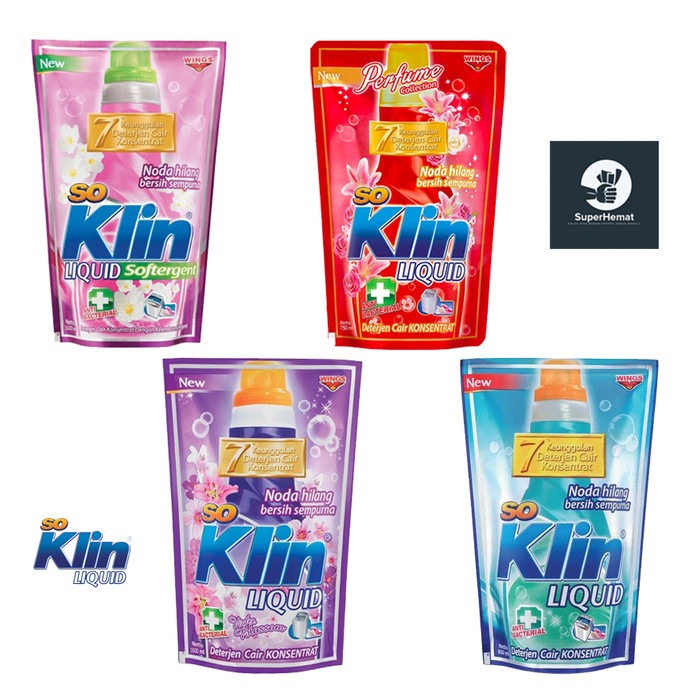 New
WINGS
7 Keunggulan
Deterjen Cair
Konsentrat
Noda hilang
bersih sempurna
SO
Klin
LIQUID Softergent
ANTI
BACTERIAL
New
Perfume
Collection
7 Keunggulan
Deterjen Cair
Konsentrat
Noda hilang
bersih sempurna
SO
Klin
LIQUID
ANTI
BACTERIAL
Netto
750 ml
Deterjen Cair KONSENTRAT
WINGS
SuperHemat
New
WINGS
7 Keunggulan
Deterjen Cair
Konsentrat
Noda hilang
bersih sempurna
SO
Klin
LIQUID
ANTI
BACTERIAL
Deterjen Cair KONSENTRAT
New
WINGS
7 Keunggulan
Deterjen Cair
Konsentrat
Noda hilang
bersih sempurna
SO
Klin
LIQUID
ANTI
BACTERIAL
Deterjen Cair KONSENTRAT
SO
Klin
LIQUID